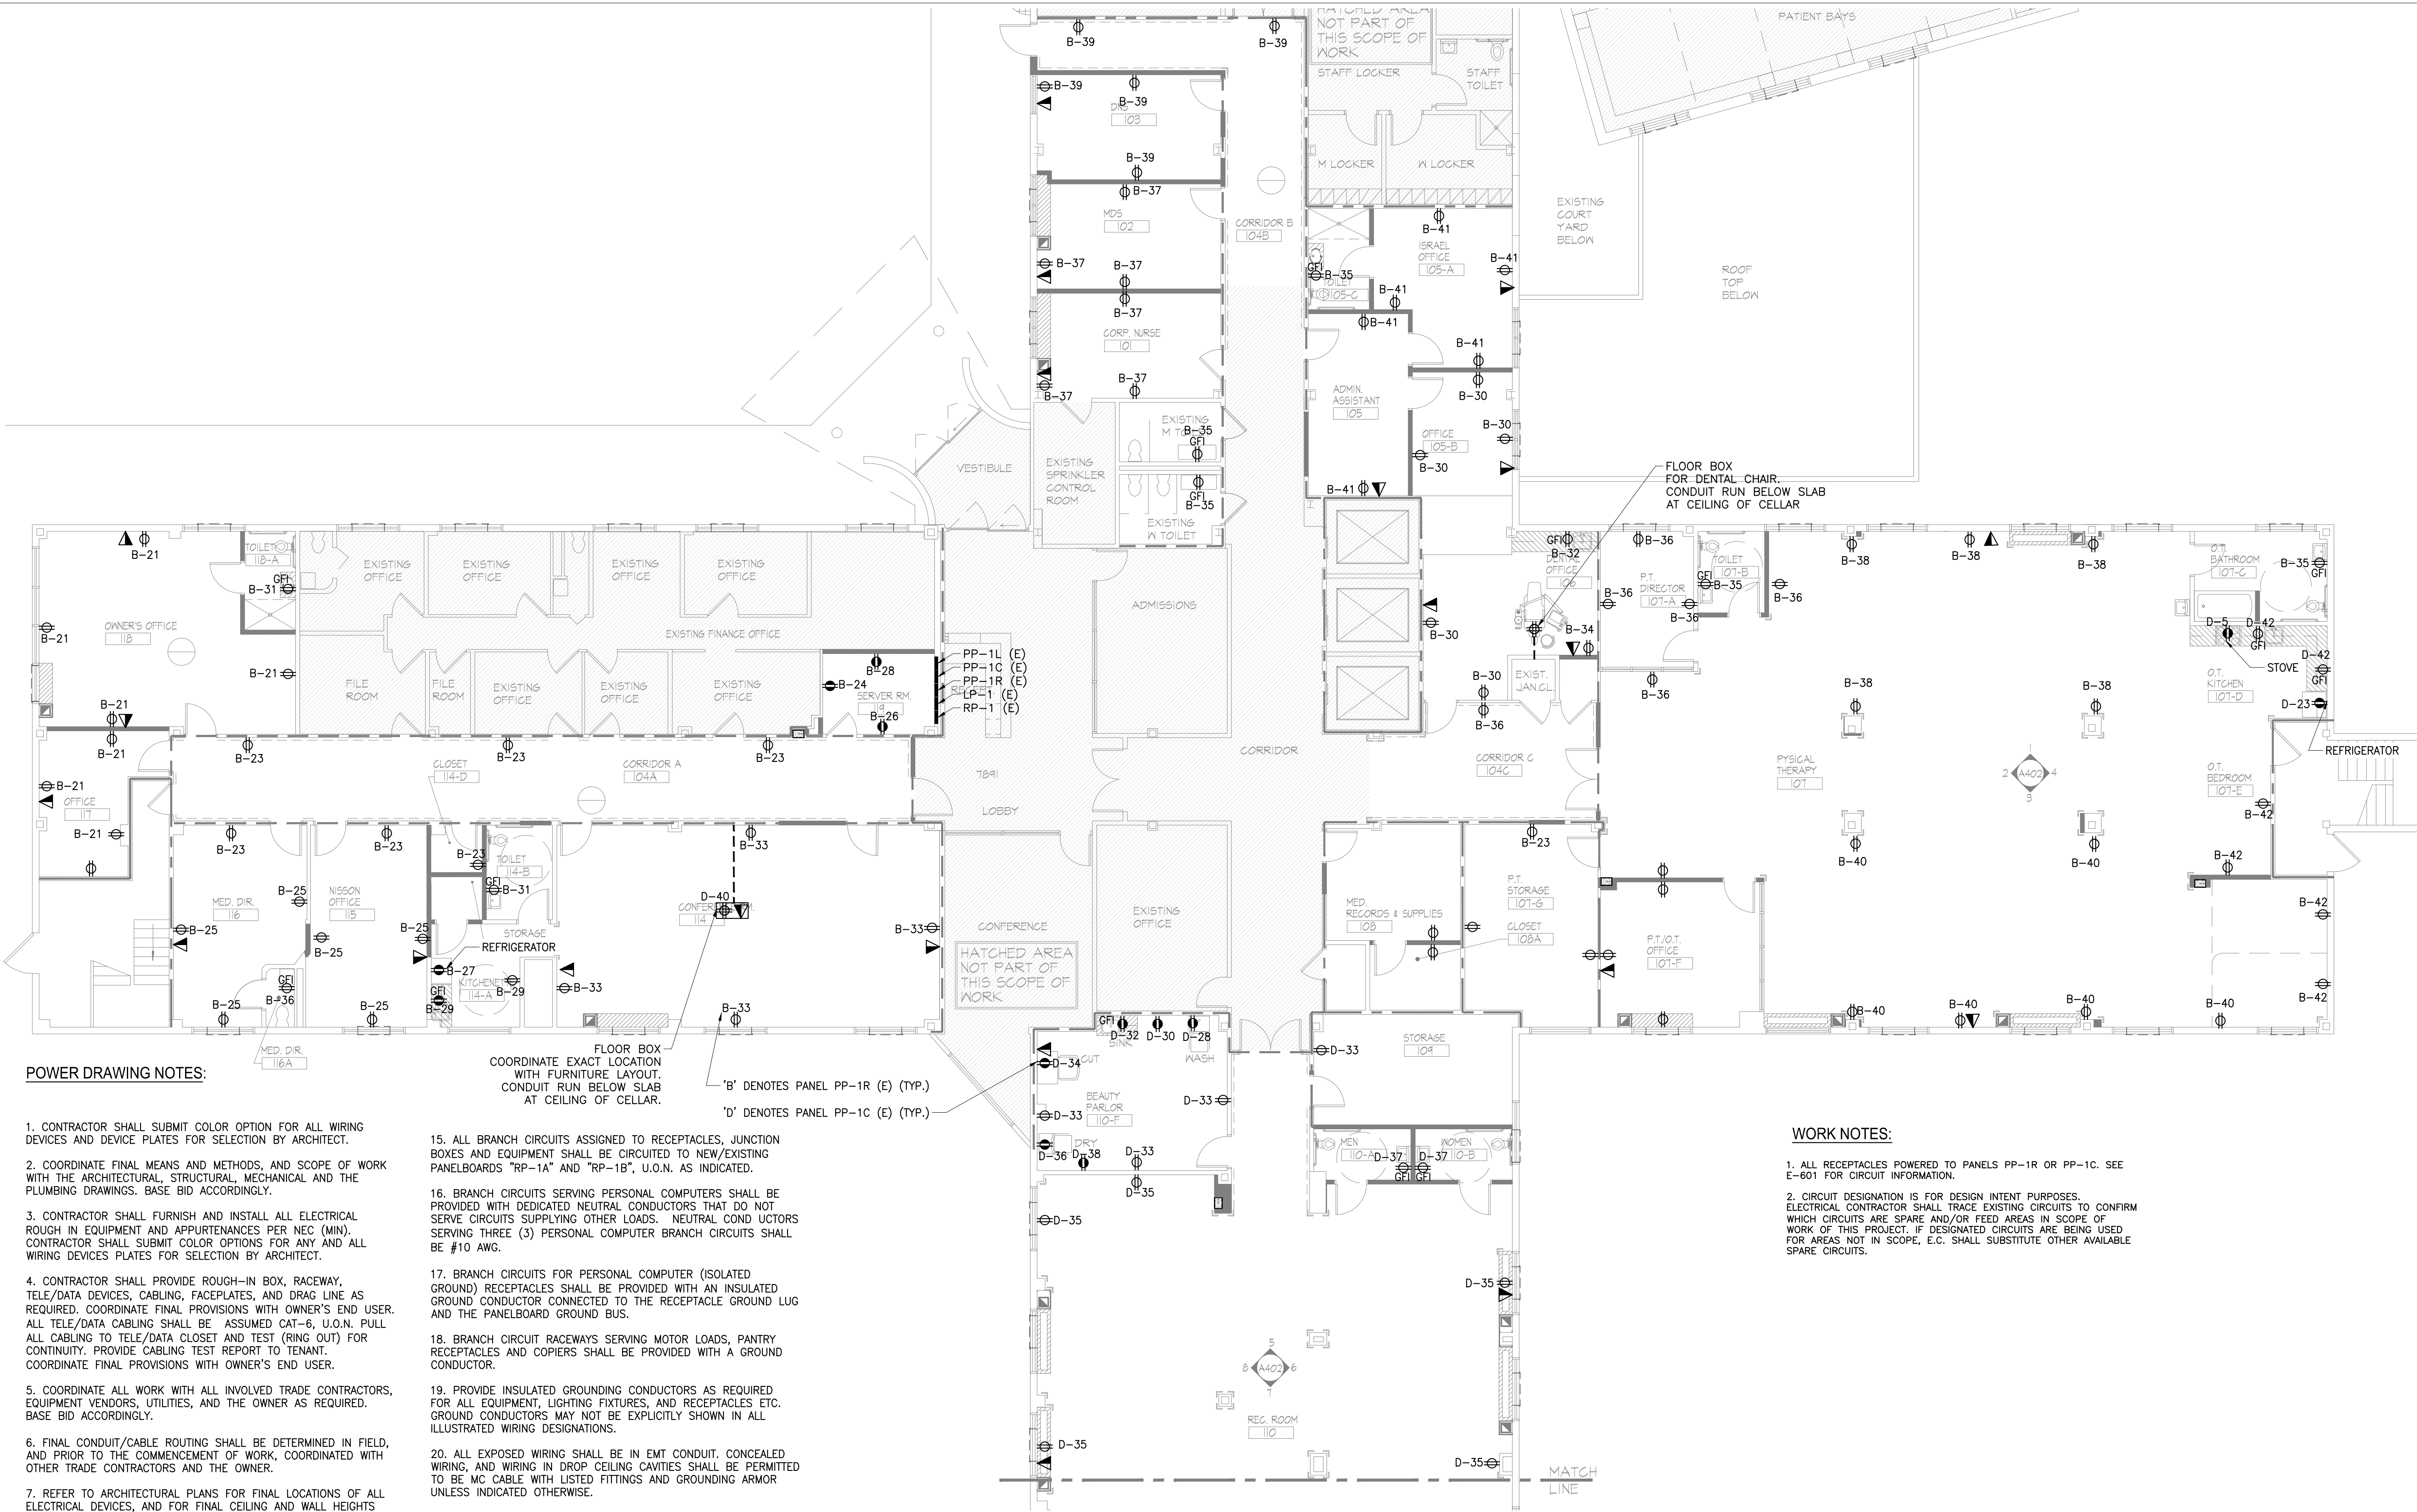 HATCHED AREA
NOT PART OF
THIS SCOPE OF
WORK
PATIENT BAYS
B-39
B-39
STAFF LOCKER
STAFF
TOILET
B-39
B-39
DNS
103
B-39
M LOCKER
W LOCKER
B-37
MDS
102
CORRIDOR B
104B
B-37
B-37
B-41
ISRAEL
OFFICE
105-A
B-41
GFI
B-35
TOILET
105-C
B-41
EXISTING
COURT
YARD
BELOW
ROOF
TOP
BELOW
B-37
CORP. NURSE
101
B-37
B-37
B-41
B-41
B-30
ADMIN.
ASSISTANT
105
OFFICE
105-B
B-30
B-30
B-41
EXISTING
M TOILET
B-35
GFI
VESTIBULE
EXISTING
SPRINKLER
CONTROL
ROOM
GFI
B-35
EXISTING
W TOILET
FLOOR BOX
FOR DENTAL CHAIR.
CONDUIT RUN BELOW SLAB
AT CEILING OF CELLAR
B-21
TOILET
118-A
GFI
B-31
EXISTING
OFFICE
EXISTING
OFFICE
EXISTING
OFFICE
EXISTING
OFFICE
OWNER'S OFFICE
118
B-21
B-21
EXISTING FINANCE OFFICE
FILE
ROOM
FILE
ROOM
EXISTING
OFFICE
EXISTING
OFFICE
EXISTING
OFFICE
B-28
B-24
SERVER RM.
119
B-26
PP-1L (E)
PP-1C (E)
PP-1R (E)
LP-1 (E)
RP-1 (E)
ADMISSIONS
B-30
GFI
B-32
DENTAL
OFFICE
106
B-34
B-30
EXIST.
JAN.CL.
B-36
B-36
P.T.
DIRECTOR
107-A
B-36
B-36
TOILET
107-B
GFI
B-35
B-36
B-38
B-38
B-38
O.T.
BATHROOM
107-C
B-35
GFI
D-5
D-42
GFI
STOVE
D-42
GFI
O.T.
KITCHEN
107-D
D-23
REFRIGERATOR
B-38
B-38
B-21
B-21
B-21
OFFICE
117
B-21
B-23
B-23
B-23
CLOSET
114-D
CORRIDOR A
104A
7891
LOBBY
CORRIDOR
B-36
CORRIDOR C
104C
PYSICAL
THERAPY
107
1
2
A402
4
3
O.T.
BEDROOM
107-E
B-42
B-40
B-40
B-42
B-23
B-23
B-23
TOILET
114-B
GFI
B-31
B-33
D-40
CONFERENCE RM.
114
MED. DIR.
116
B-25
B-25
NISSON
OFFICE
115
B-25
B-25
STORAGE
REFRIGERATOR
B-27
KITCHENET
114-A
B-29
GFI
B-29
B-33
B-33
B-33
GFI
B-#36
B-25
B-25
MED. DIR.
116A
CONFERENCE
HATCHED AREA
NOT PART OF
THIS SCOPE OF
WORK
EXISTING
OFFICE
MED.
RECORDS & SUPPLIES
108
CLOSET
108A
B-23
P.T.
STORAGE
107-G
P.T./O.T.
OFFICE
107-F
B-42
B-42
B-40
B-40
B-40
B-40
FLOOR BOX
COORDINATE EXACT LOCATION
WITH FURNITURE LAYOUT.
CONDUIT RUN BELOW SLAB
AT CEILING OF CELLAR.
'B' DENOTES PANEL PP-1R (E) (TYP.)
'D' DENOTES PANEL PP-1C (E) (TYP.)
GFI
D-32
SINK
D-30
D-28
WASH
CUT
D-34
BEAUTY
PARLOR
110-F
D-33
D-33
DRY
D-36
D-38
D-33
D-35
D-33
STORAGE
109
MEN
110-A
D-37
GFI
WOMEN
110-B
D-37
GFI
D-35
D-35
5
8
A402
6
7
REC. ROOM
110
D-35
D-35
MATCH
LINE
POWER DRAWING NOTES:
1. CONTRACTOR SHALL SUBMIT COLOR OPTION FOR ALL WIRING
DEVICES AND DEVICE PLATES FOR SELECTION BY ARCHITECT.
2. COORDINATE FINAL MEANS AND METHODS, AND SCOPE OF WORK
WITH THE ARCHITECTURAL, STRUCTURAL, MECHANICAL AND THE
PLUMBING DRAWINGS. BASE BID ACCORDINGLY.
3. CONTRACTOR SHALL FURNISH AND INSTALL ALL ELECTRICAL
ROUGH IN EQUIPMENT AND APPURTENANCES PER NEC (MIN).
CONTRACTOR SHALL SUBMIT COLOR OPTIONS FOR ANY AND ALL
WIRING DEVICES PLATES FOR SELECTION BY ARCHITECT.
4. CONTRACTOR SHALL PROVIDE ROUGH-IN BOX, RACEWAY,
TELE/DATA DEVICES, CABLING, FACEPLATES, AND DRAG LINE AS
REQUIRED. COORDINATE FINAL PROVISIONS WITH OWNER'S END USER.
ALL TELE/DATA CABLING SHALL BE ASSUMED CAT-6, U.O.N. PULL
ALL CABLING TO TELE/DATA CLOSET AND TEST (RING OUT) FOR
CONTINUITY. PROVIDE CABLING TEST REPORT TO TENANT.
COORDINATE FINAL PROVISIONS WITH OWNER'S END USER.
5. COORDINATE ALL WORK WITH ALL INVOLVED TRADE CONTRACTORS,
EQUIPMENT VENDORS, UTILITIES, AND THE OWNER AS REQUIRED.
BASE BID ACCORDINGLY.
6. FINAL CONDUIT/CABLE ROUTING SHALL BE DETERMINED IN FIELD,
AND PRIOR TO THE COMMENCEMENT OF WORK, COORDINATED WITH
OTHER TRADE CONTRACTORS AND THE OWNER.
7. REFER TO ARCHITECTURAL PLANS FOR FINAL LOCATIONS OF ALL
ELECTRICAL DEVICES, AND FOR FINAL CEILING AND WALL HEIGHTS
15. ALL BRANCH CIRCUITS ASSIGNED TO RECEPTACLES, JUNCTION
BOXES AND EQUIPMENT SHALL BE CIRCUITED TO NEW/EXISTING
PANELBOARDS "RP-1A" AND "RP-1B", U.O.N. AS INDICATED.
16. BRANCH CIRCUITS SERVING PERSONAL COMPUTERS SHALL BE
PROVIDED WITH DEDICATED NEUTRAL CONDUCTORS THAT DO NOT
SERVE CIRCUITS SUPPLYING OTHER LOADS. NEUTRAL COND UCTORS
SERVING THREE (3) PERSONAL COMPUTER BRANCH CIRCUITS SHALL
BE #10 AWG.
17. BRANCH CIRCUITS FOR PERSONAL COMPUTER (ISOLATED
GROUND) RECEPTACLES SHALL BE PROVIDED WITH AN INSULATED
GROUND CONDUCTOR CONNECTED TO THE RECEPTACLE GROUND LUG
AND THE PANELBOARD GROUND BUS.
18. BRANCH CIRCUIT RACEWAYS SERVING MOTOR LOADS, PANTRY
RECEPTACLES AND COPIERS SHALL BE PROVIDED WITH A GROUND
CONDUCTOR.
19. PROVIDE INSULATED GROUNDING CONDUCTORS AS REQUIRED
FOR ALL EQUIPMENT, LIGHTING FIXTURES, AND RECEPTACLES ETC.
GROUND CONDUCTORS MAY NOT BE EXPLICITLY SHOWN IN ALL
ILLUSTRATED WIRING DESIGNATIONS.
20. ALL EXPOSED WIRING SHALL BE IN EMT CONDUIT. CONCEALED
WIRING, AND WIRING IN DROP CEILING CAVITIES SHALL BE PERMITTED
TO BE MC CABLE WITH LISTED FITTINGS AND GROUNDING ARMOR
UNLESS INDICATED OTHERWISE.
WORK NOTES:
1. ALL RECEPTACLES POWERED TO PANELS PP-1R OR PP-1C. SEE
E-601 FOR CIRCUIT INFORMATION.
2. CIRCUIT DESIGNATION IS FOR DESIGN INTENT PURPOSES.
ELECTRICAL CONTRACTOR SHALL TRACE EXISTING CIRCUITS TO CONFIRM
WHICH CIRCUITS ARE SPARE AND/OR FEED AREAS IN SCOPE OF
WORK OF THIS PROJECT. IF DESIGNATED CIRCUITS ARE BEING USED
FOR AREAS NOT IN SCOPE, E.C. SHALL SUBSTITUTE OTHER AVAILABLE
SPARE CIRCUITS.